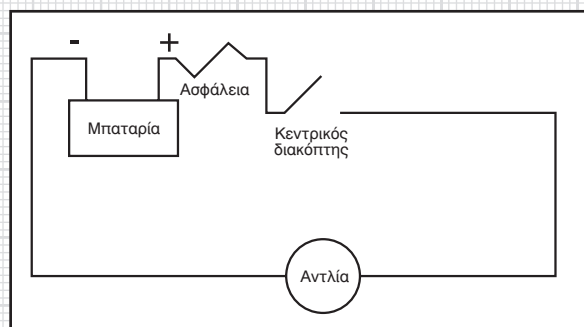 - +
Ασφάλεια
Μπαταρία
Κεντρικός
διακόπτης
Αντλία